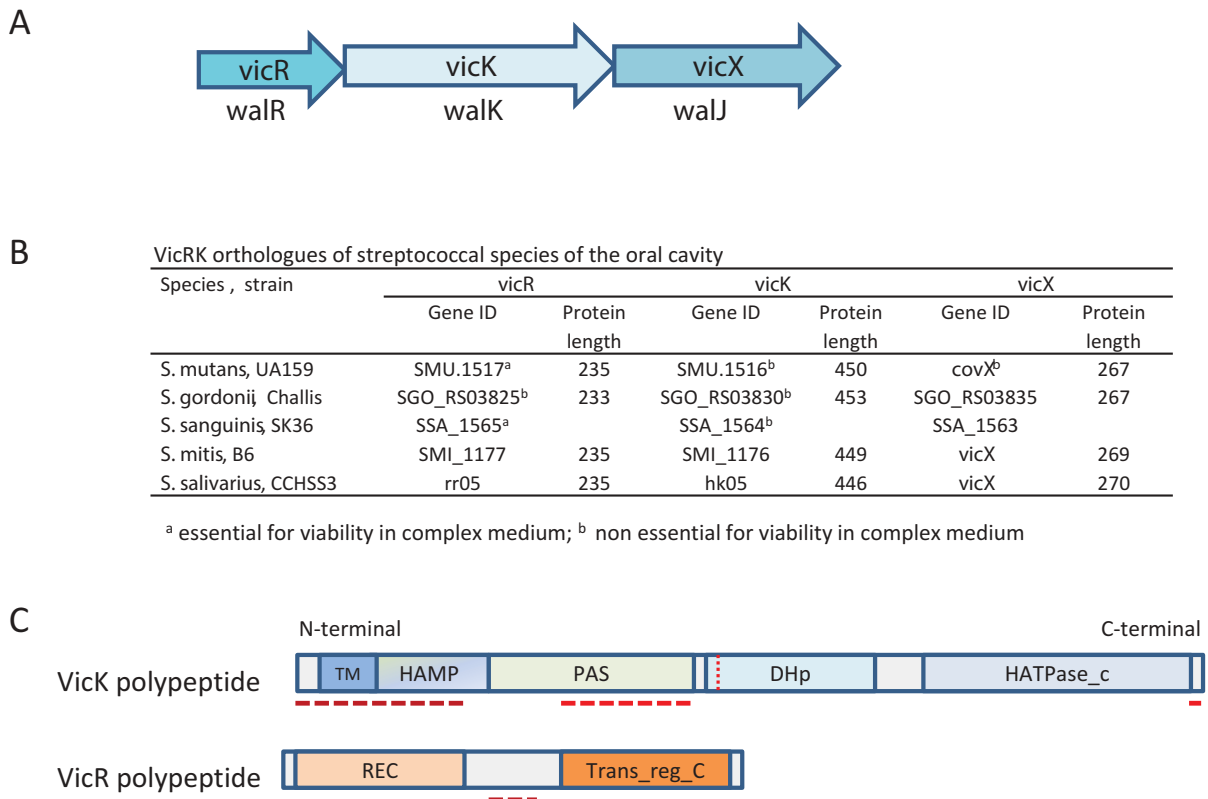 A
vicR vicK vicX
walR walK walJ
B
VicRK orthologues of streptococcal species of the oral cavity
Species , strain vicR vicK vicX
Gene ID Protein length Gene ID Protein length Gene ID Protein length
S. mutans, UA159 SMU.1517a 235 SMU.1516b 450 covXb 267
S. gordonii, Challis SGO_RS03825b 233 SGO_RS03830b 453 SGO_RS03835 267
S. sanguinis, SK36 SSA_1565a SSA_1564b SSA_1563
S. mitis, B6 SMI_1177 235 SMI_1176 449 vicX 269
S. salivarius, CCHSS3 rr05 235 hk05 446 vicX 270
a essential for viability in complex medium; b non essential for viability in complex medium
C
N-terminal C-terminal
VicK polypeptide TM HAMP PAS DHp HATPase_c
VicR polypeptide REC Trans_reg_C